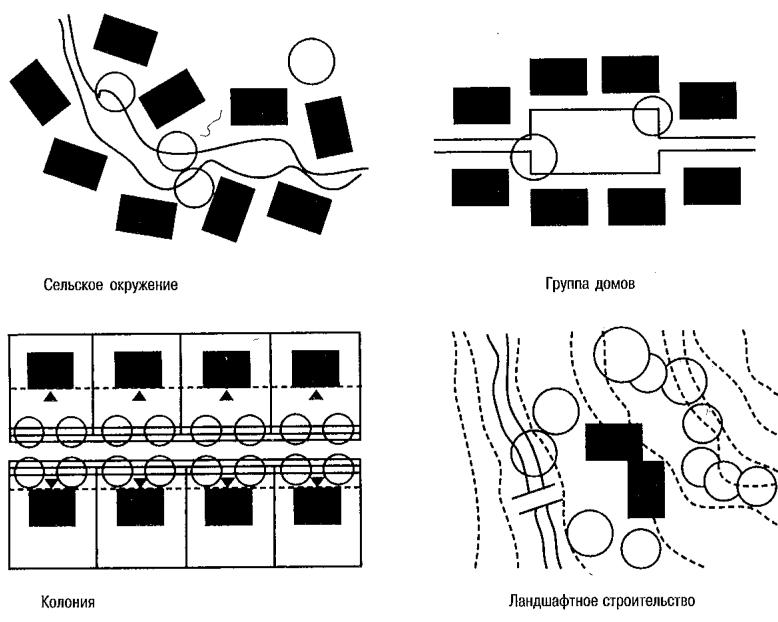 Сельское окружение
Группа домов
Колония
Ландшафтное строительство